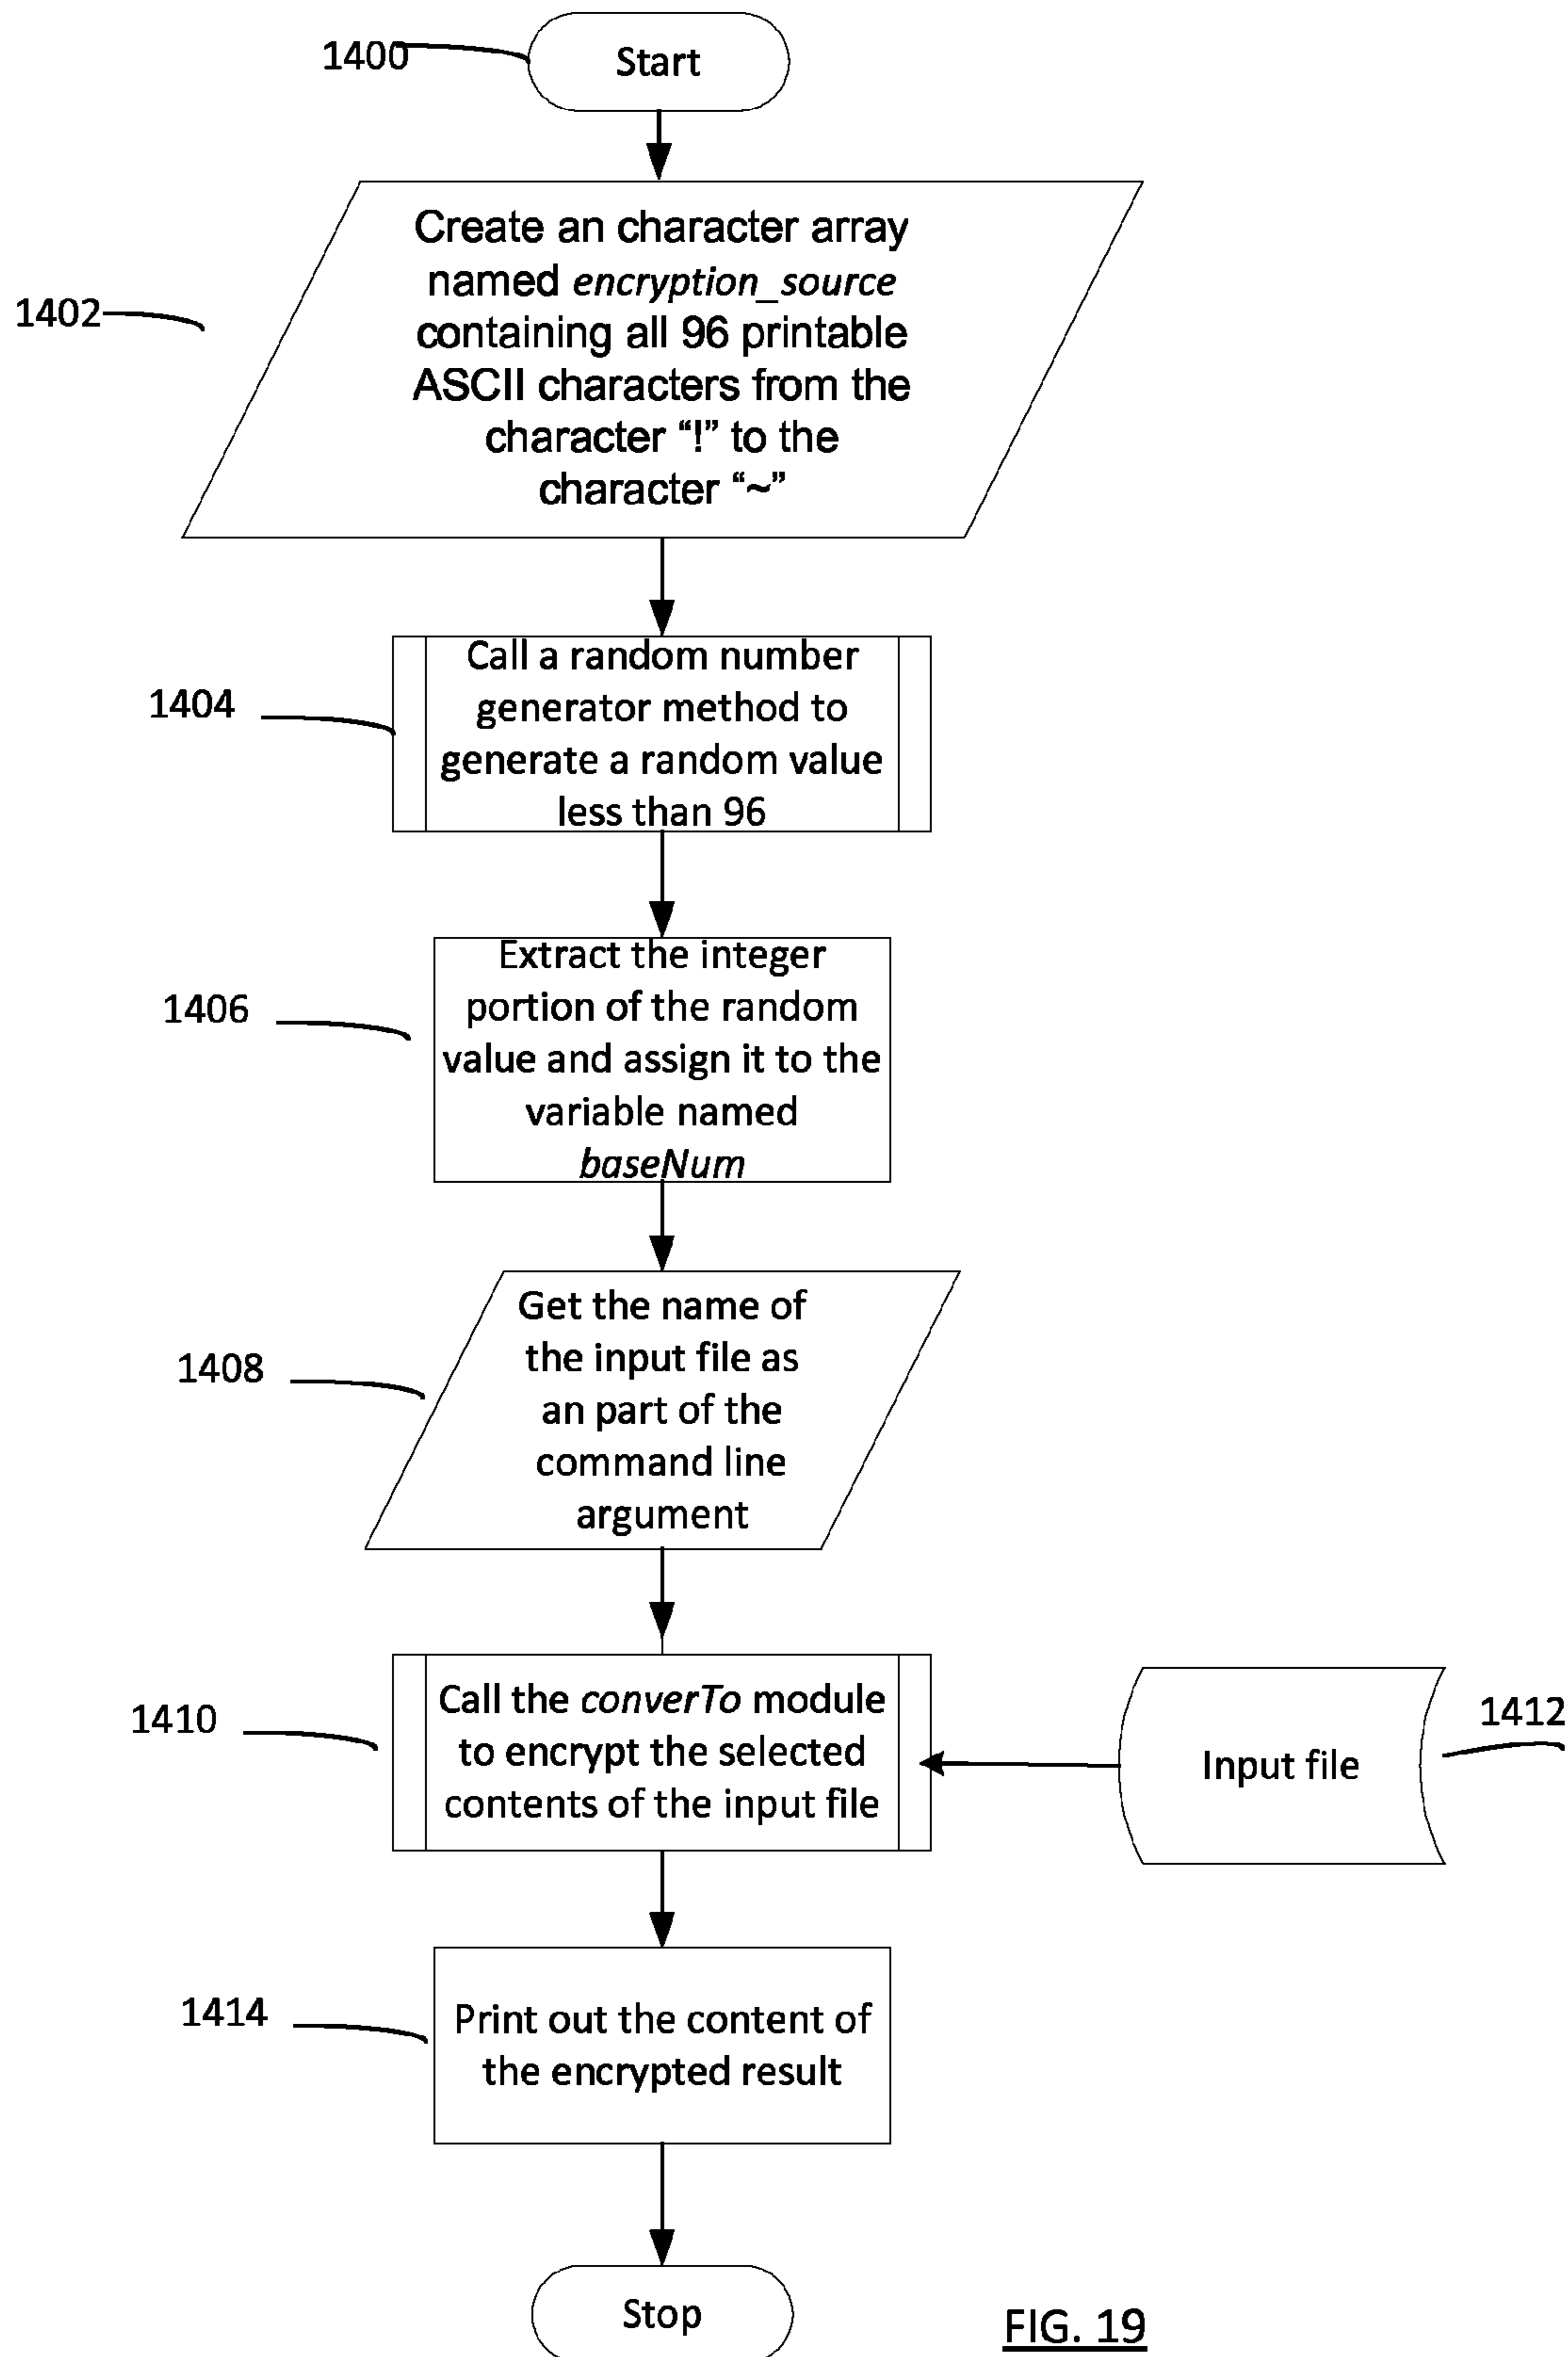 1400
Start
1402
Create an character array
named encryption_source
containing all 96 printable
ASCII characters from the
character “!” to the
character “~”
1404
Call a random number
generator method to
generate a random value
less than 96
1406
Extract the integer
portion of the random
value and assign it to the
variable named
baseNum
1408
Get the name of
the input file as
an part of the
command line
argument
1410
Call the converTo module
to encrypt the selected
contents of the input file
1412
Input file
1414
Print out the content of
the encrypted result
Stop
FIG. 19